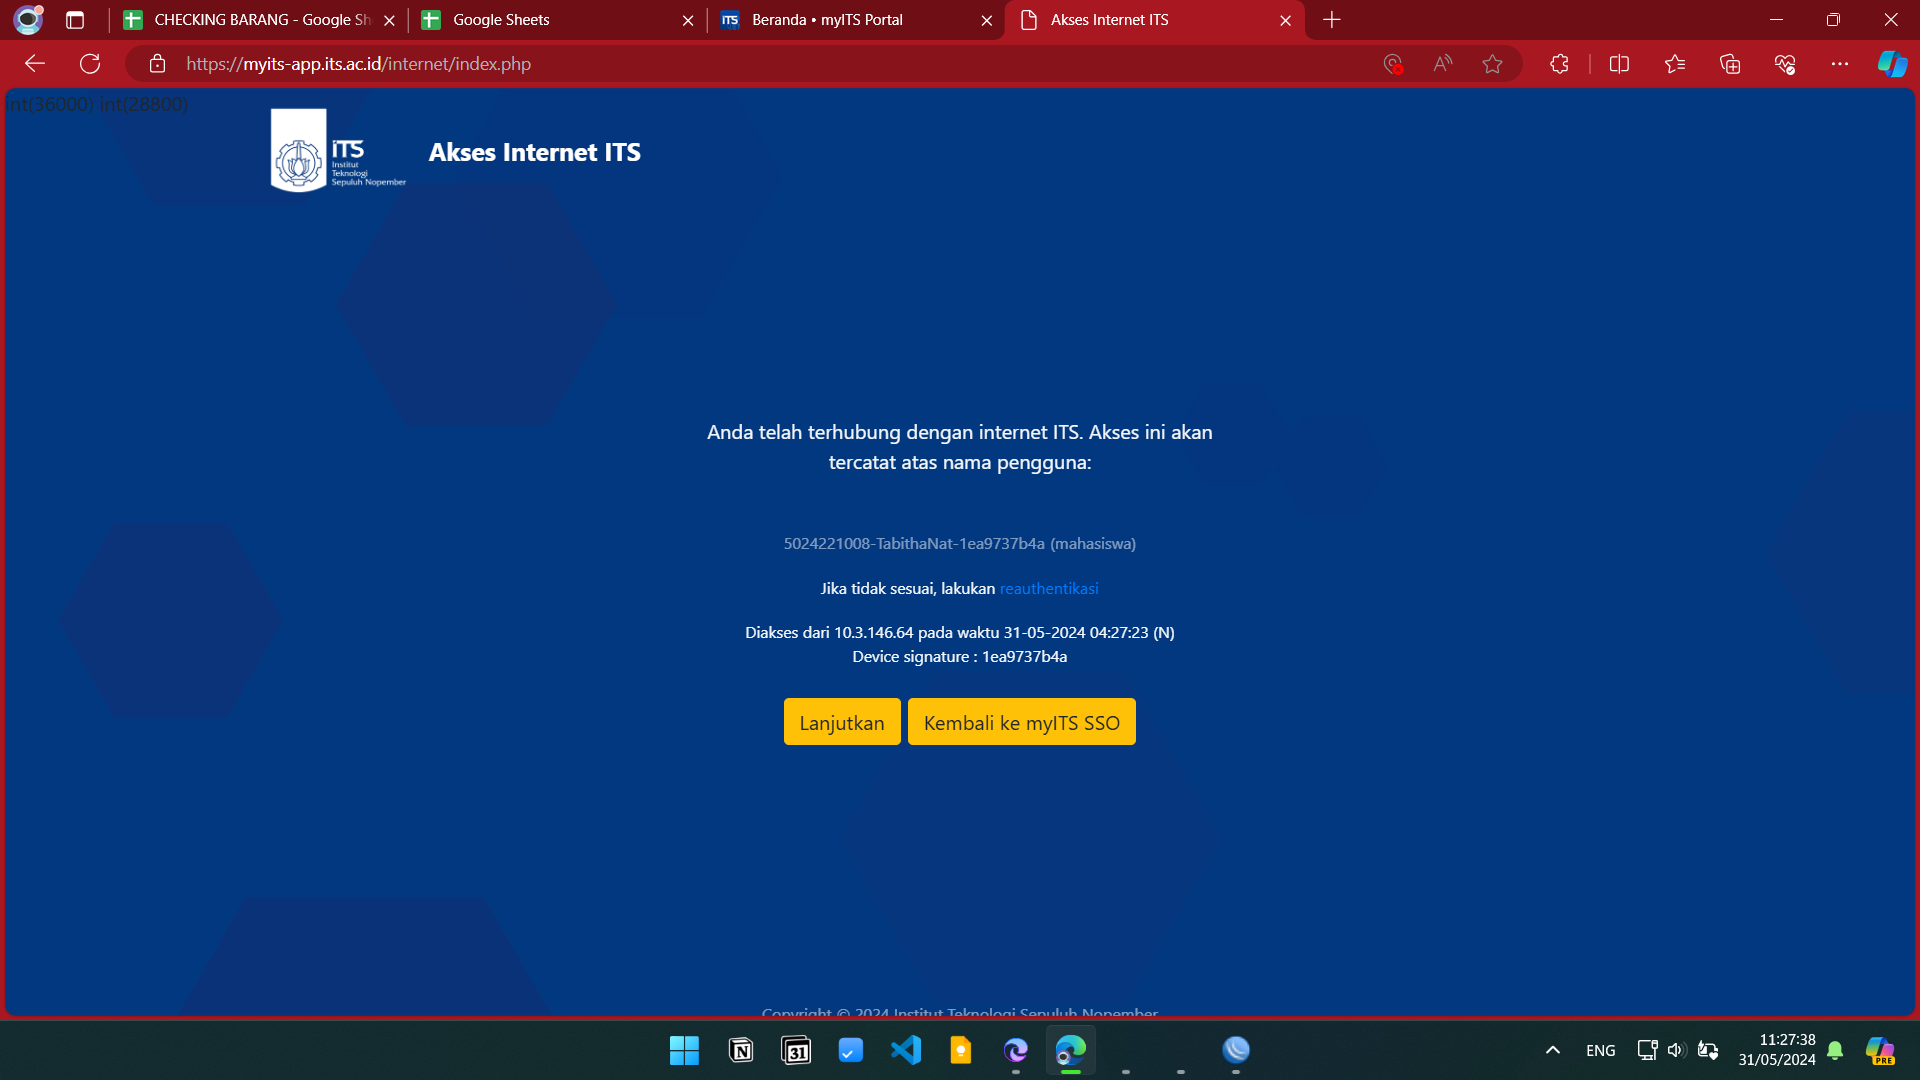 CHECKING BARANG - Google Sh
Google Sheets
ITS
Beranda • myITS Portal
Akses Internet ITS
https://myits-app.its.ac.id/internet/index.php
int(36000) int(28800)
iTS
Institut
Teknologi
Sepuluh Nopember
Akses Internet ITS
Anda telah terhubung dengan internet ITS. Akses ini akan
tercatat atas nama pengguna:
5024221008-TabithaNat-1ea9737b4a (mahasiswa)
Jika tidak sesuai, lakukan reauthentikasi
Diakses dari 10.3.146.64 pada waktu 31-05-2024 04:27:23 (N)
Device signature : 1ea9737b4a
Lanjutkan
Kembali ke myITS SSO
Copyright © 2024 Institut Teknologi Sepuluh Nopember
31
ENG
11:27:38
31/05/2024
PRE